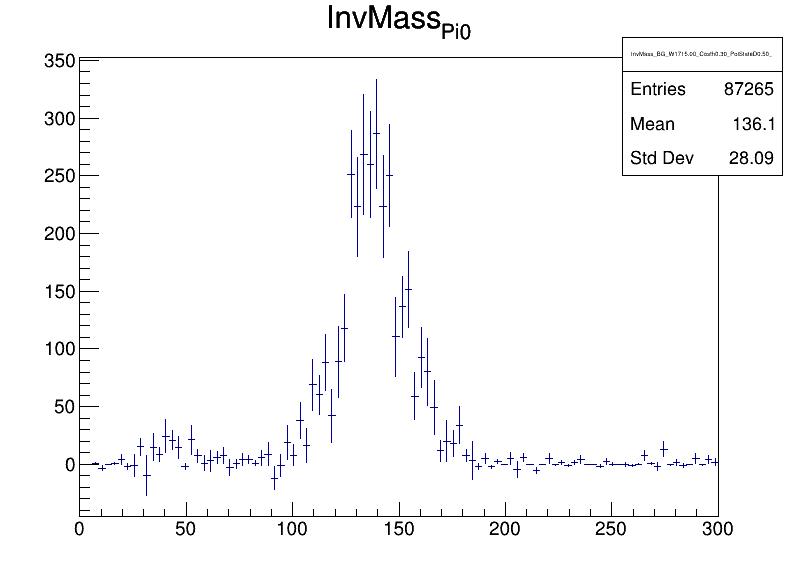 InvMass_Pi0
InvMass_BG_W1715.00_Costh0.30_PolStateD0.50_
Entries 87265
Mean 136.1
Std Dev 28.09
350
300
250
200
150
100
50
0
0 50 100 150 200 250 300